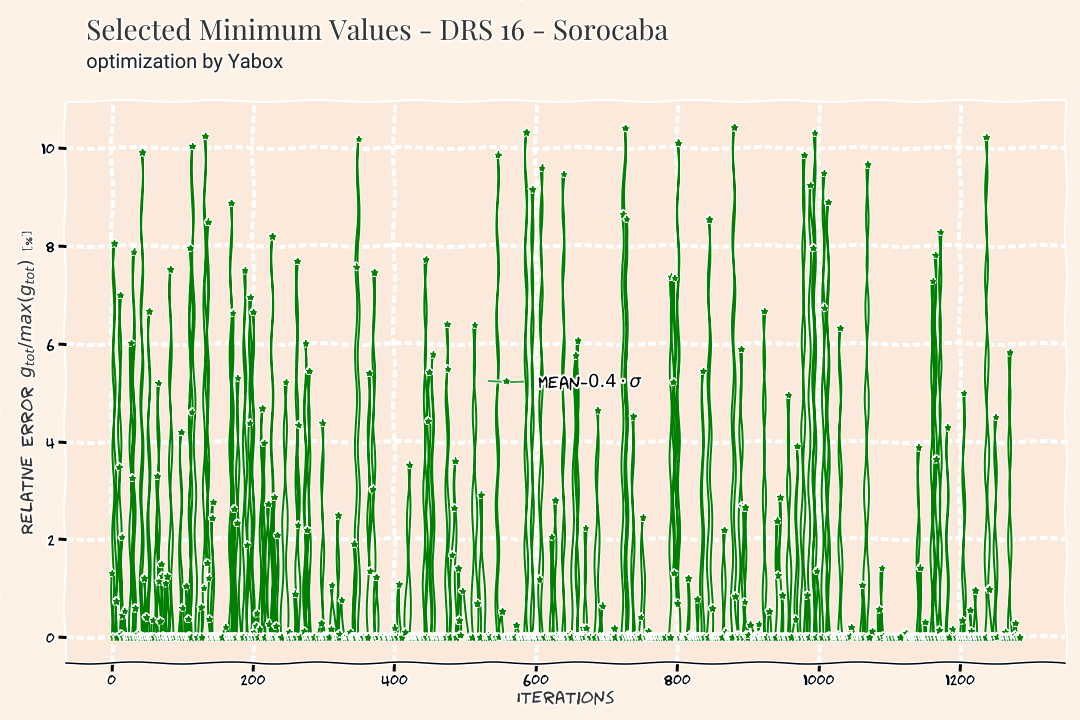 Selected Minimum Values - DRS 16 - Sorocaba
optimization by Yabox
RELATIVE ERROR g_tot/max(g_tot) [%]
10
8
6
4
2
0
MEAN-0.4·σ
0 200 400 600 800 1000 1200
ITERATIONS